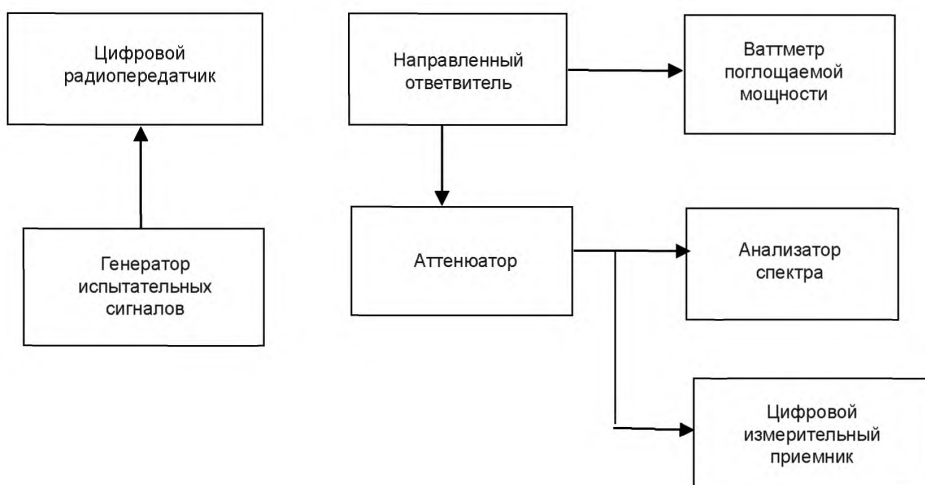 Цифровой
радиопередатчик
Направленный
ответвитель
Ваттметр
поглощаемой
мощности
Генератор
испытательных
сигналов
Аттенюатор
Анализатор
спектра
Цифровой
измерительный
приемник